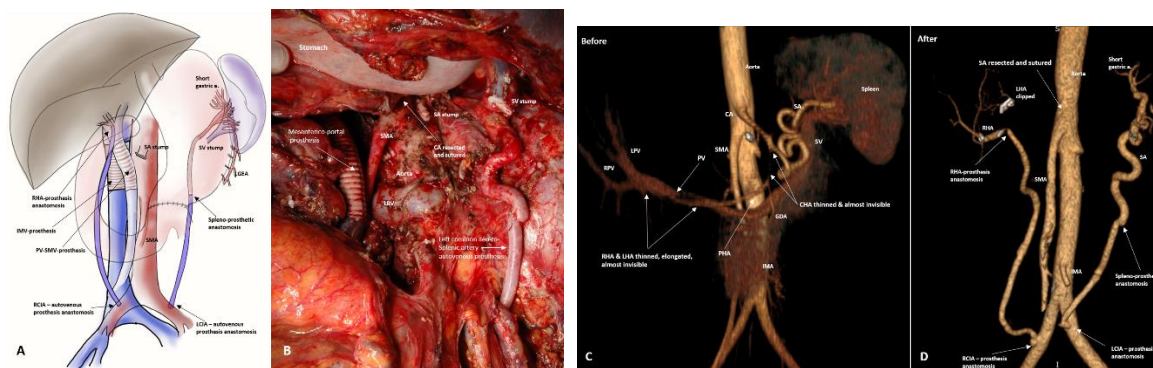 Short
gastric a.
SA stump
SV stump
LGEA
RHA-prosthesis
anastomosis
Spleno-prosthetic
anastomosis
IMV-prosthesis
PV-SMV-prosthesis
SMA
RCIA – autovenous
prosthesis anastomosis
LCIA – autovenous
prosthesis anastomosis
A
Stomach
SV stump
SA stump
CA resected
and sutured
Mesenterico-portal
prosthesis
SMA
Aorta
LRV
Left common
Splenic artery
autovenous prosthesis
B
Before
Aorta
Spleen
SA
CA
SMA
SV
LPV
RPV
PV
CHA thinned & almost invisible
GDA
PHA
RHA & LHA thinned, elongated,
almost invisible
IMA
C
After
S
SA resected and sutured
Aorta
Short
gastric a.
LHA
clipped
RHA
SA
RHA-prosthesis
anastomosis
SMA
IMA
Spleno-prosthe
anastomosis
LCIA – prosthesis
anastomosis
RCIA – prosthesis
anastomosis
I
D